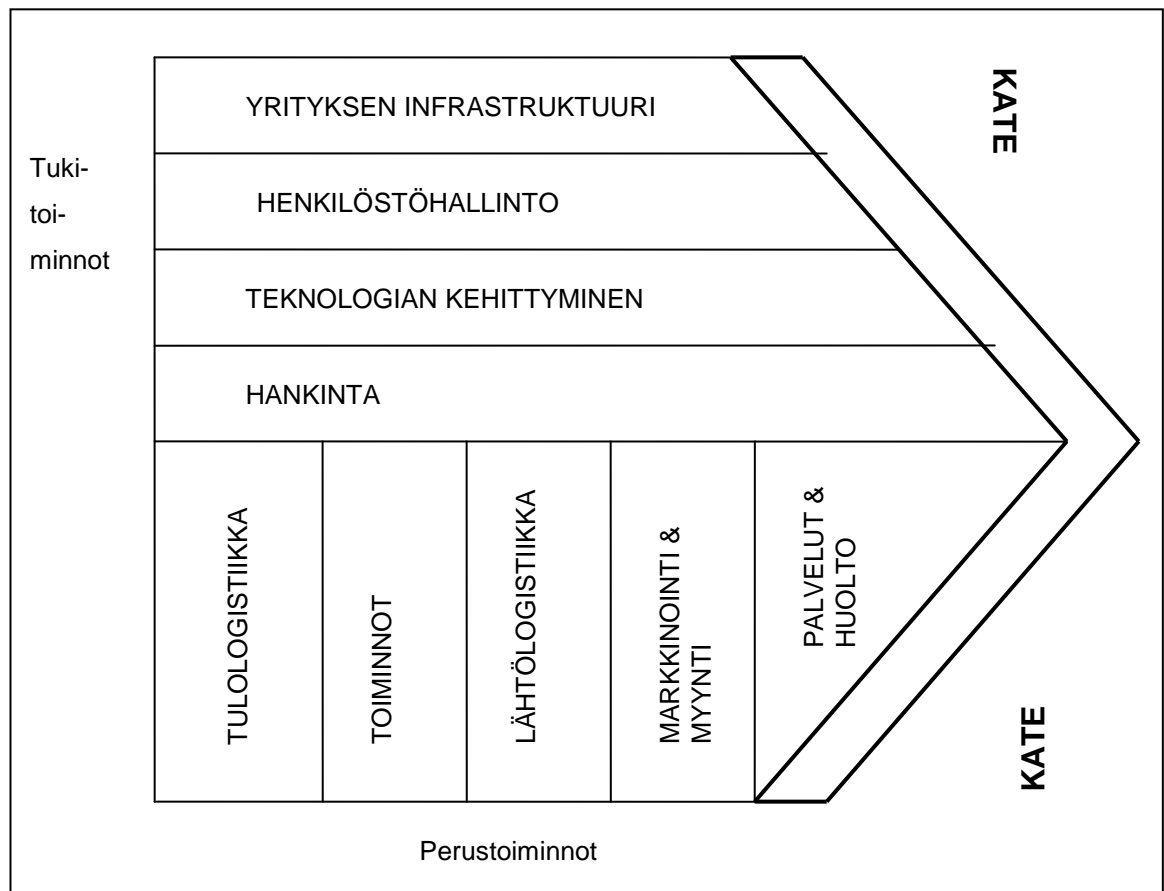 KATE
YRITYKSEN INFRASTRUKTUURI
Tuki-
toi-
minnot
HENKILÖSTÖHALLINTO
TEKNOLOGIAN KEHITTYMINEN
HANKINTA
TULOLOGISTIIKKA
TOIMINNOT
LÄHTÖLOGISTIIKKA
MARKKINOINTI &
MYYNTI
PALVELUT &
HUOLTO
KATE
Perustoiminnot